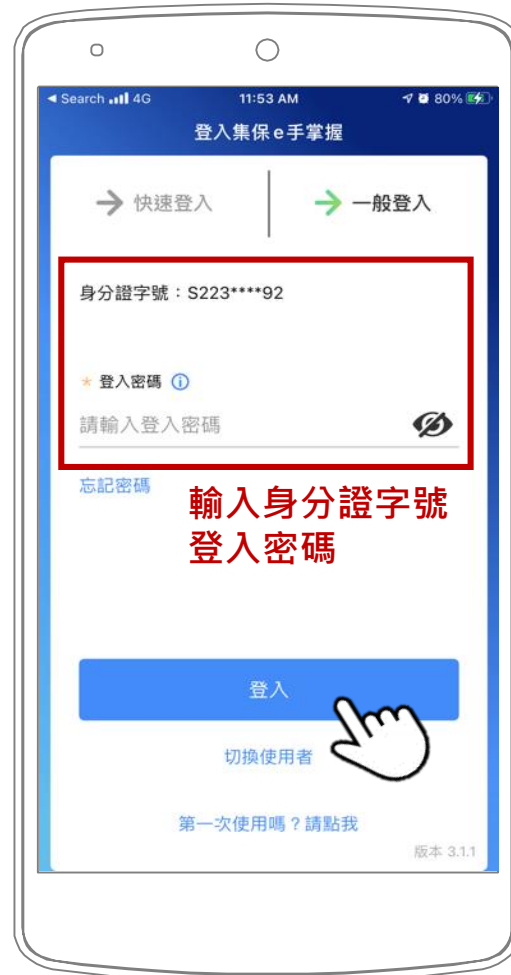 Search 4G 11:53 AM 80%
登入集保e手掌握
快速登入 一般登入
身分證字號：S223****92
* 登入密碼
請輸入登入密碼
忘記密碼
輸入身分證字號
登入密碼
登入
切換使用者
第一次使用嗎？請點我
版本 3.1.1